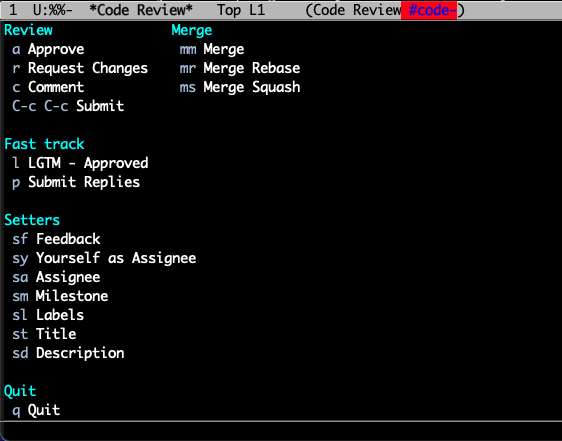 1 U:%%- *Code Review* Top L1 (Code Review #code-)
Review Merge
a Approve mm Merge
r Request Changes mr Merge Rebase
c Comment ms Merge Squash
C-c C-c Submit
Fast track
l LGTM - Approved
p Submit Replies
Setters
sf Feedback
sy Yourself as Assignee
sa Assignee
sm Milestone
sl Labels
st Title
sd Description
Quit
q Quit